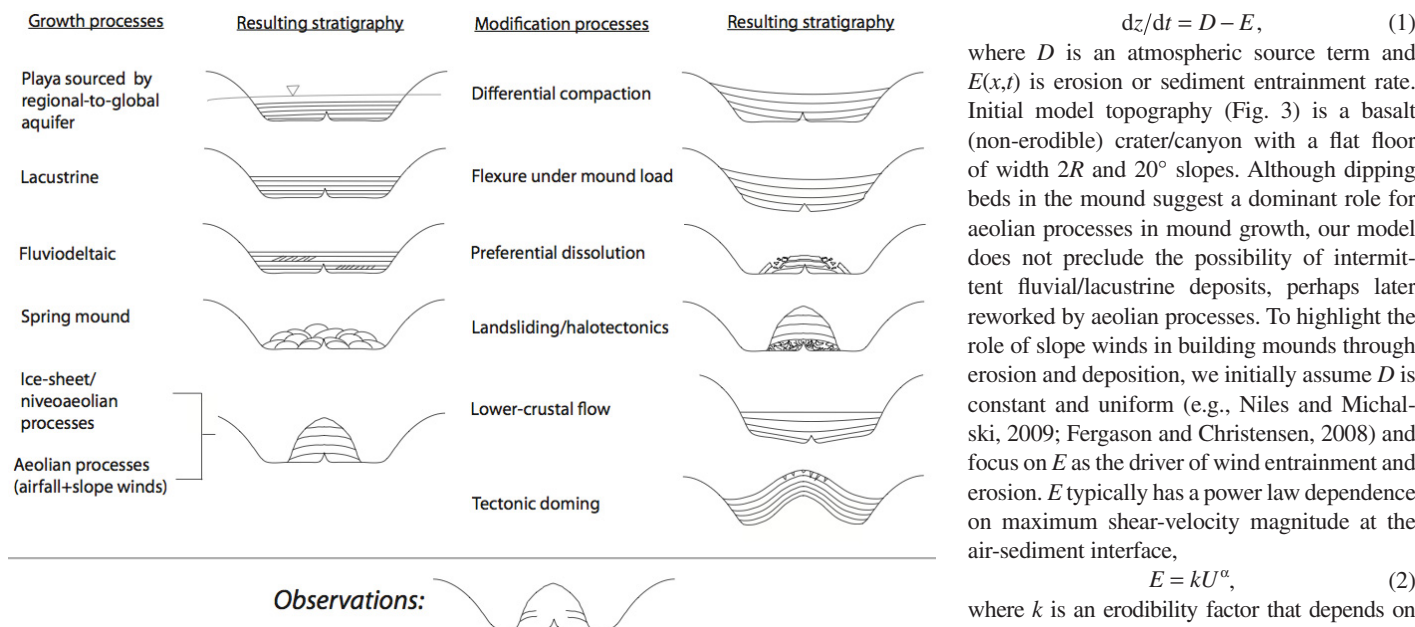 Growth processes
Resulting stratigraphy
Modification processes
Resulting stratigraphy
Playa sourced by
regional-to-global
aquifer
Differential compaction
Lacustrine
Flexure under mound load
Fluviodeltaic
Preferential dissolution
Spring mound
Landsliding/halotectonics
Ice-sheet/
niveoaeolian
processes
Lower-crustal flow
Aeolian processes
(airfall+slope winds)
Tectonic doming
Observations:
dz/dt = D – E, (1)
where D is an atmospheric source term and
E(x,t) is erosion or sediment entrainment rate.
Initial model topography (Fig. 3) is a basalt
(non-erodible) crater/canyon with a flat floor
of width 2R and 20° slopes. Although dipping
beds in the mound suggest a dominant role for
aeolian processes in mound growth, our model
does not preclude the possibility of intermit-
tent fluvial/lacustrine deposits, perhaps later
reworked by aeolian processes. To highlight the
role of slope winds in building mounds through
erosion and deposition, we initially assume D is
constant and uniform (e.g., Niles and Michal-
ski, 2009; Fergason and Christensen, 2008) and
focus on E as the driver of wind entrainment and
erosion. E typically has a power law dependence
on maximum shear-velocity magnitude at the
air-sediment interface,
E = kU^α, (2)
where k is an erodibility factor that depends on